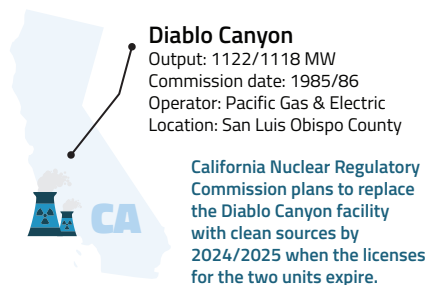 Diablo Canyon
Output: 1122/1118 MW
Commission date: 1985/86
Operator: Pacific Gas & Electric
Location: San Luis Obispo County
California Nuclear Regulatory
Commission plans to replace
the Diablo Canyon facility
with clean sources by
2024/2025 when the licenses
for the two units expire.
CA